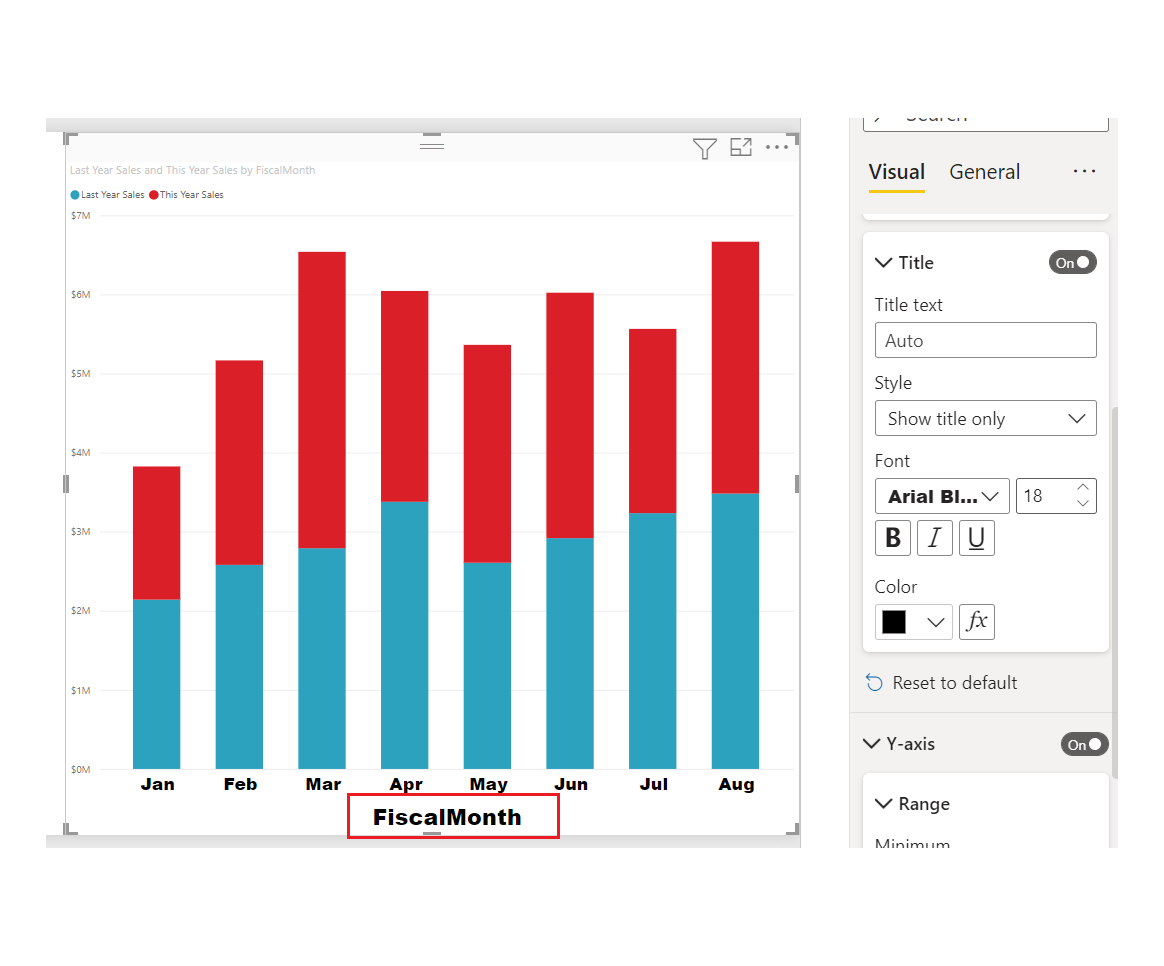 Last Year Sales and This Year Sales by FiscalMonth
Last Year Sales This Year Sales
$7M
$6M
$5M
$4M
$3M
$2M
$1M
$0M
Jan Feb Mar Apr May Jun Jul Aug
FiscalMonth
Search
Visual General
Title On
Title text
Auto
Style
Show title only
Font
Arial Bl... 18
B I U
Color
fx
Reset to default
Y-axis On
Range
Minimum